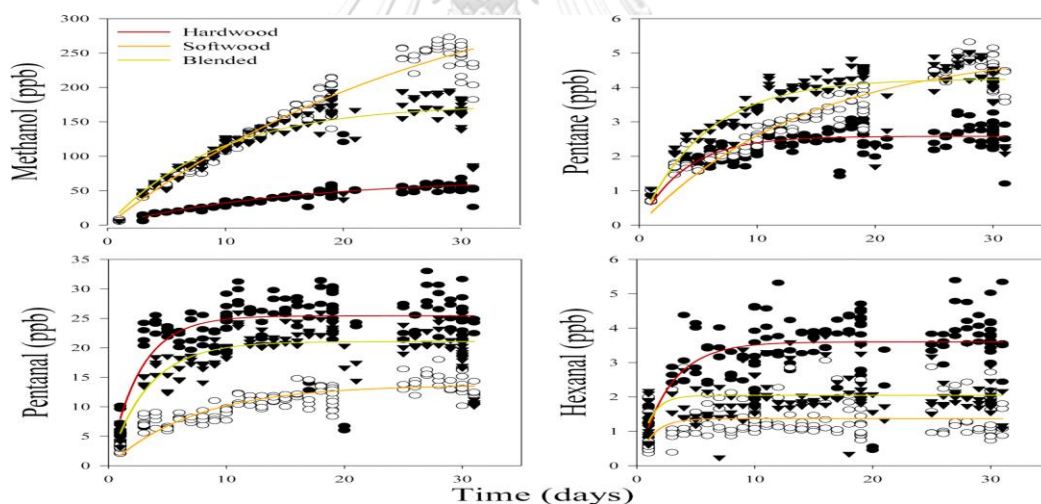 300
250
200
150
100
50
0
Methanol (ppb)
Hardwood
Softwood
Blended
0 10 20 30
6
5
4
3
2
1
0
Pentane (ppb)
0 10 20 30
35
30
25
20
15
10
5
0
Pentanal (ppb)
0 10 20 30
6
5
4
3
2
1
0
Hexanal (ppb)
0 10 20 30
Time (days)